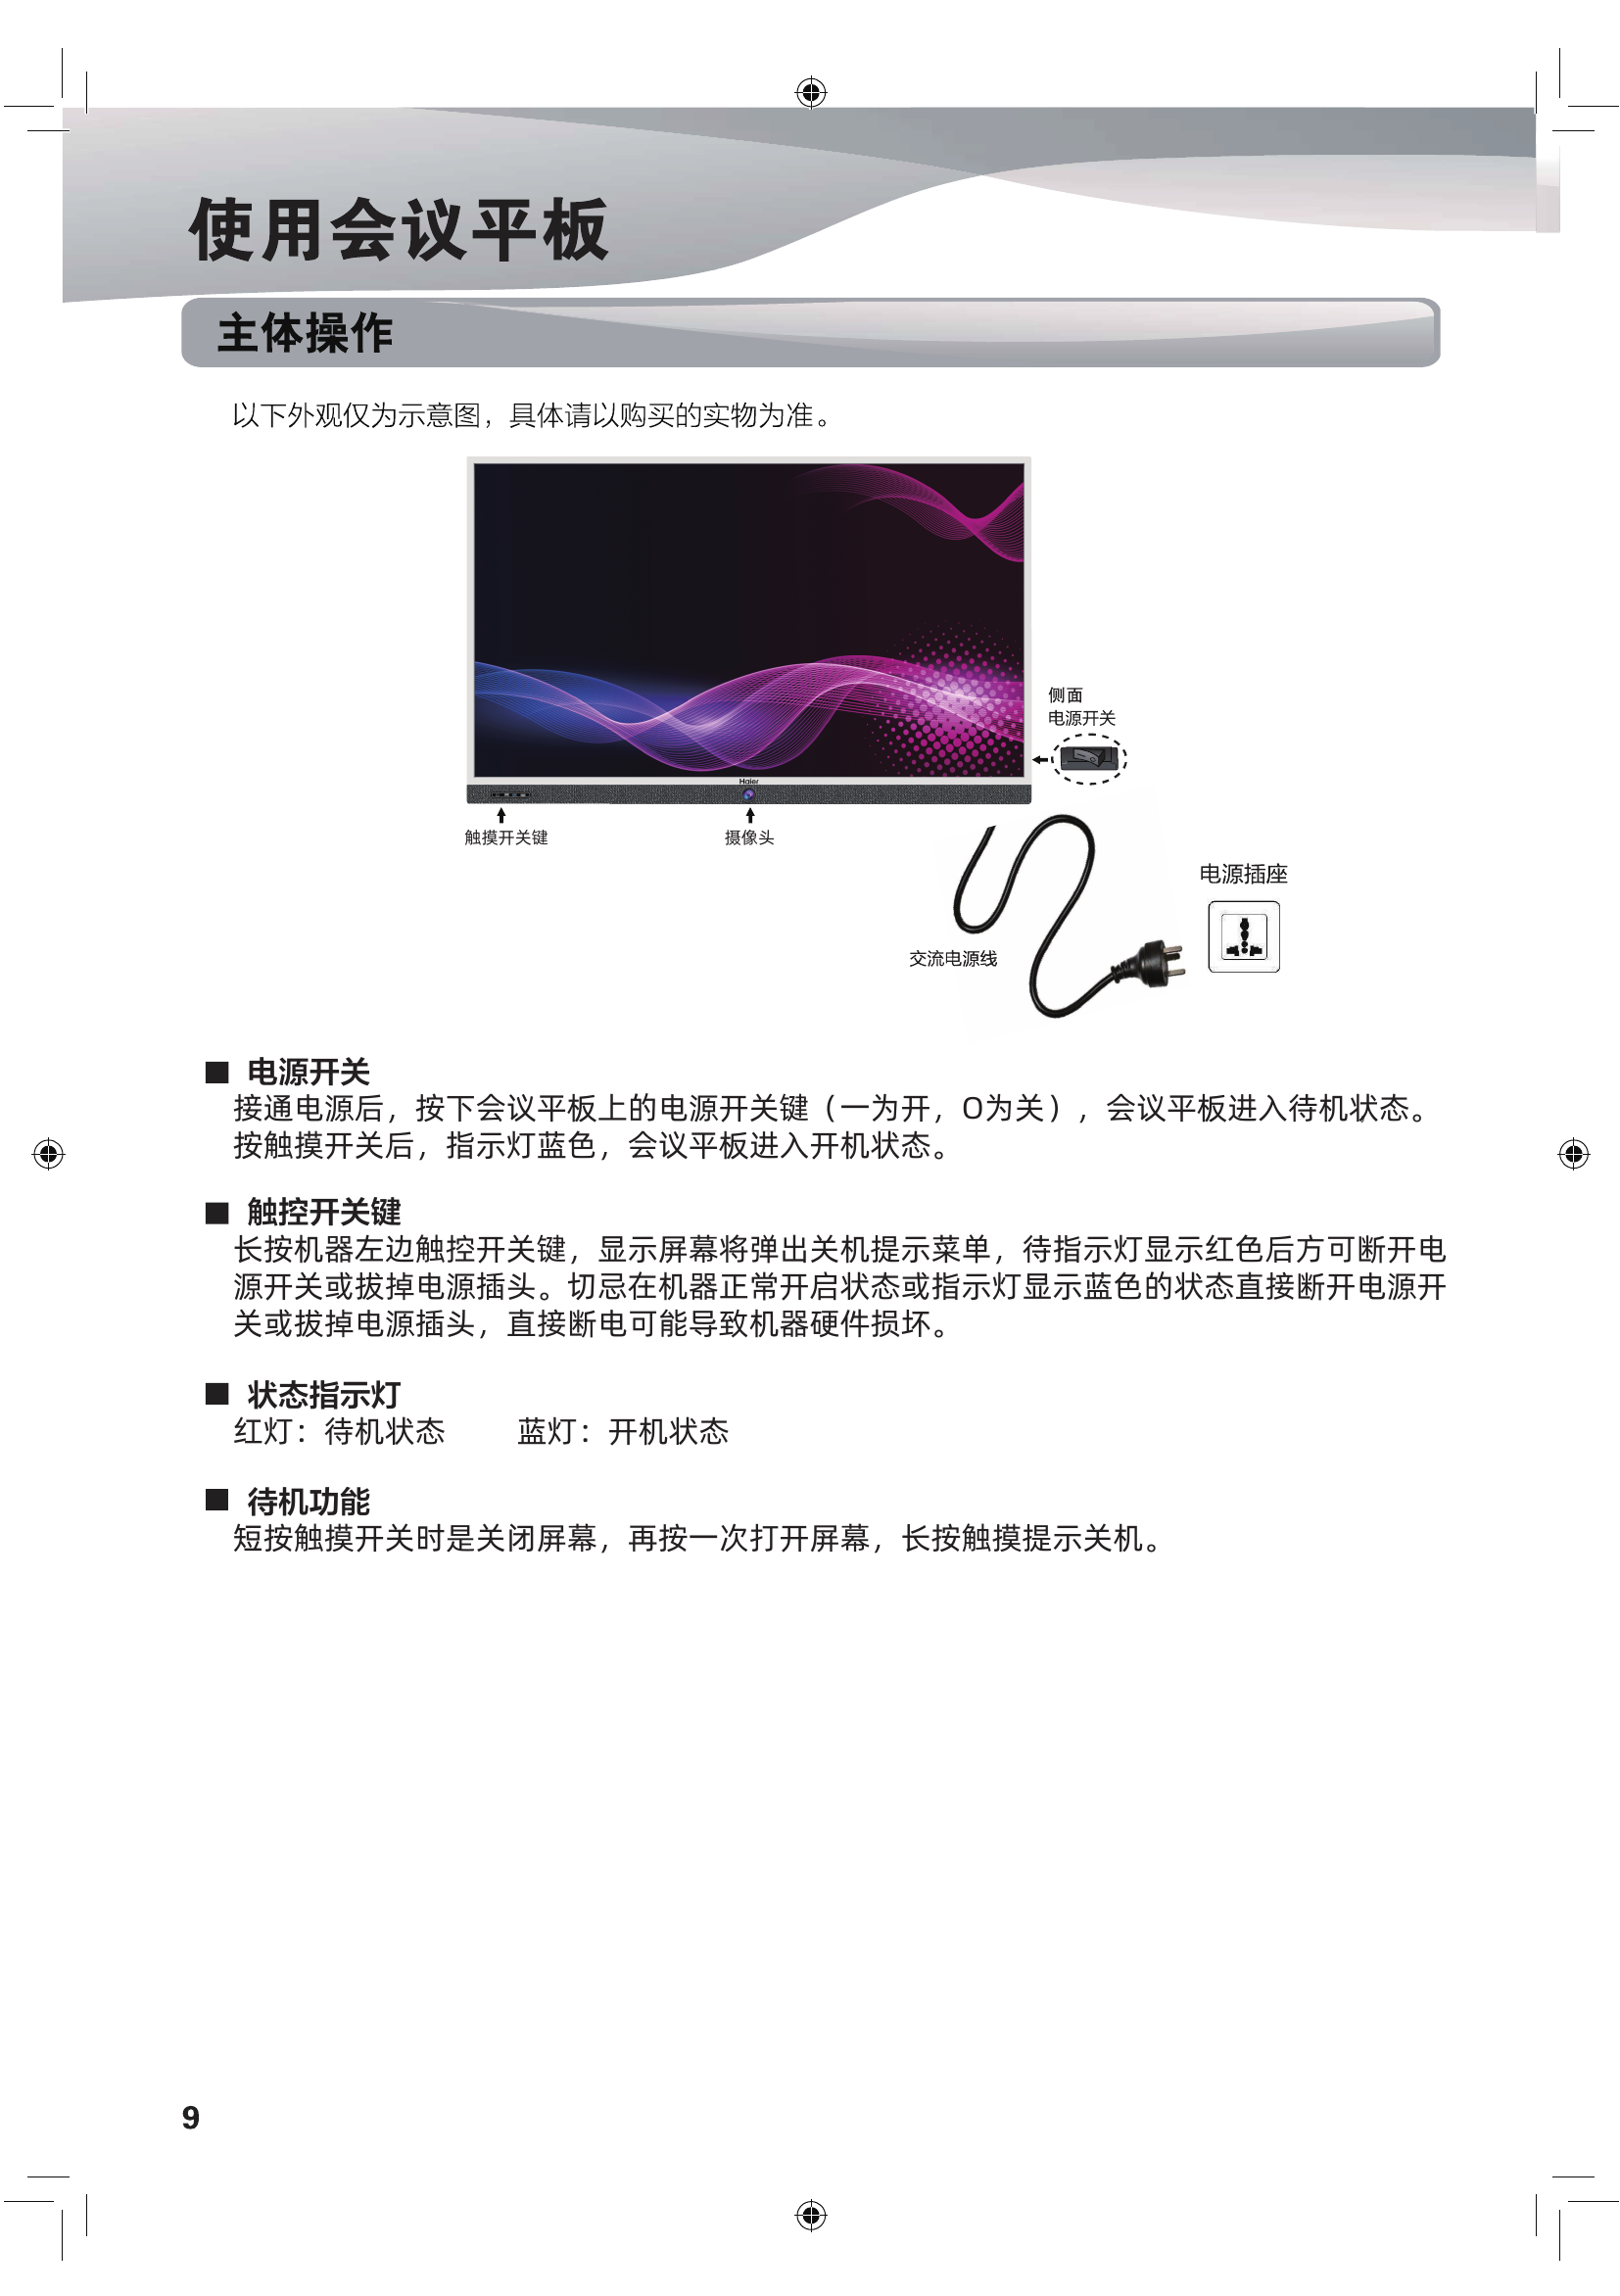 使用会议平板
主体操作
以下外观仅为示意图，具体请以购买的实物为准。
侧面
电源开关
Haier
触摸开关键
摄像头
电源插座
交流电源线
■ 电源开关
接通电源后，按下会议平板上的电源开关键（一为开，O为关），会议平板进入待机状态。
按触摸开关后，指示灯蓝色，会议平板进入开机状态。
■ 触控开关键
长按机器左边触控开关键，显示屏幕将弹出关机提示菜单，待指示灯显示红色后方可断开电
源开关或拔掉电源插头。切忌在机器正常开启状态或指示灯显示蓝色的状态直接断开电源开
关或拔掉电源插头，直接断电可能导致机器硬件损坏。
■ 状态指示灯
红灯：待机状态 蓝灯：开机状态
■ 待机功能
短按触摸开关时是关闭屏幕，再按一次打开屏幕，长按触摸提示关机。
9